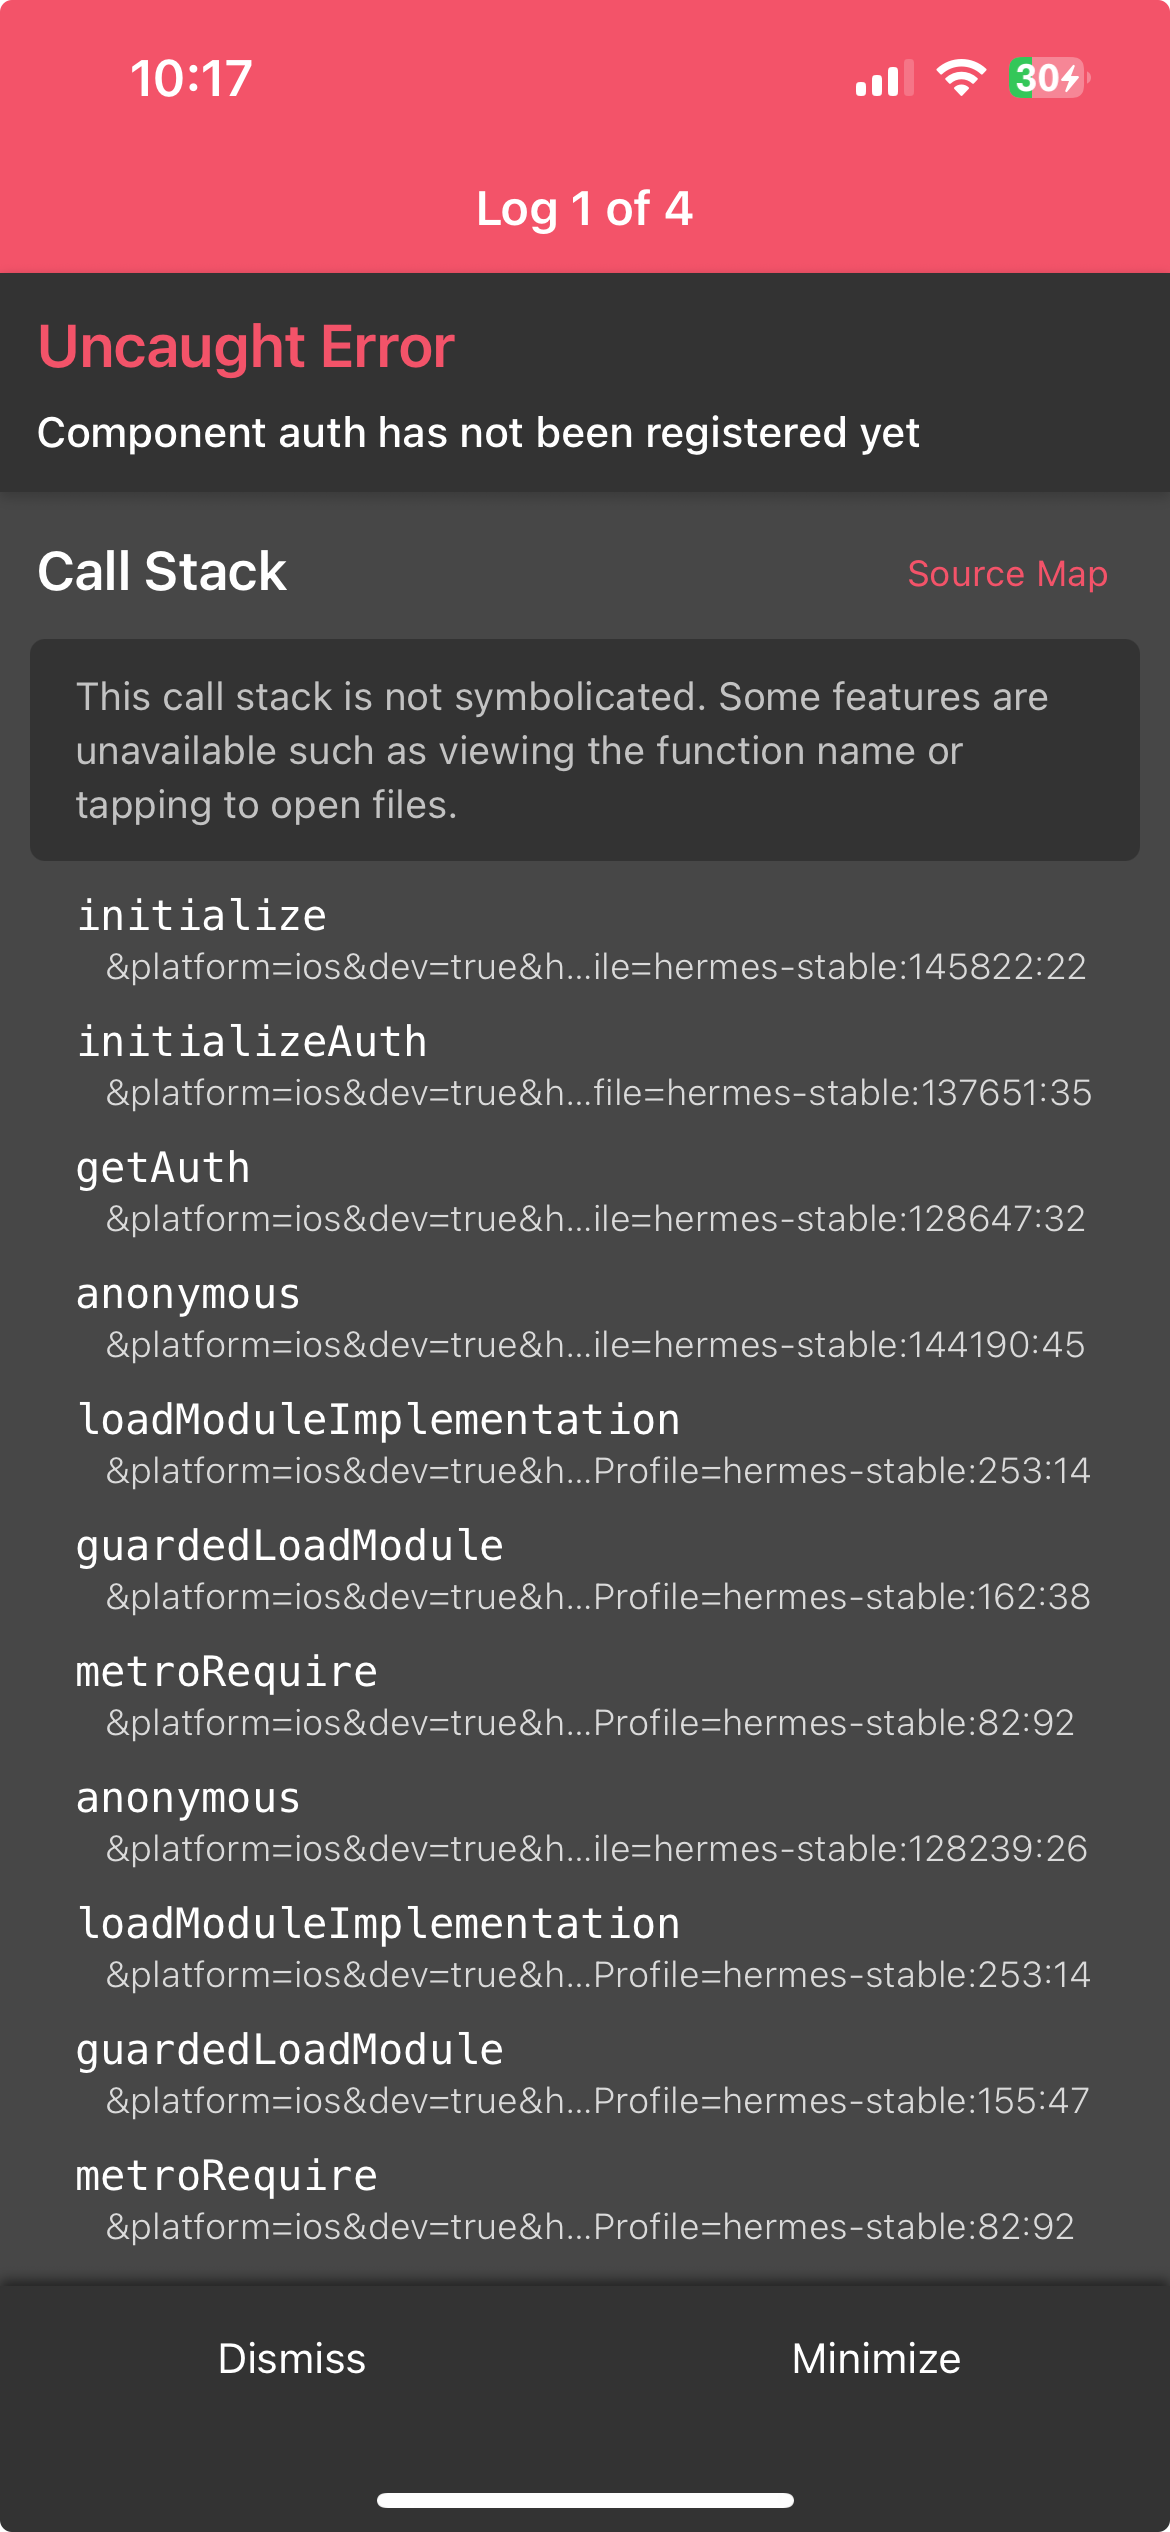 10:17
30
Log 1 of 4
Uncaught Error
Component auth has not been registered yet
Call Stack
Source Map
This call stack is not symbolicated. Some features are
unavailable such as viewing the function name or
tapping to open files.
initialize
&platform=ios&dev=true&h...ile=hermes-stable:145822:22
initializeAuth
&platform=ios&dev=true&h...file=hermes-stable:137651:35
getAuth
&platform=ios&dev=true&h...ile=hermes-stable:128647:32
anonymous
&platform=ios&dev=true&h...ile=hermes-stable:144190:45
loadModuleImplementation
&platform=ios&dev=true&h...Profile=hermes-stable:253:14
guardedLoadModule
&platform=ios&dev=true&h...Profile=hermes-stable:162:38
metroRequire
&platform=ios&dev=true&h...Profile=hermes-stable:82:92
anonymous
&platform=ios&dev=true&h...ile=hermes-stable:128239:26
loadModuleImplementation
&platform=ios&dev=true&h...Profile=hermes-stable:253:14
guardedLoadModule
&platform=ios&dev=true&h...Profile=hermes-stable:155:47
metroRequire
&platform=ios&dev=true&h...Profile=hermes-stable:82:92
Dismiss
Minimize